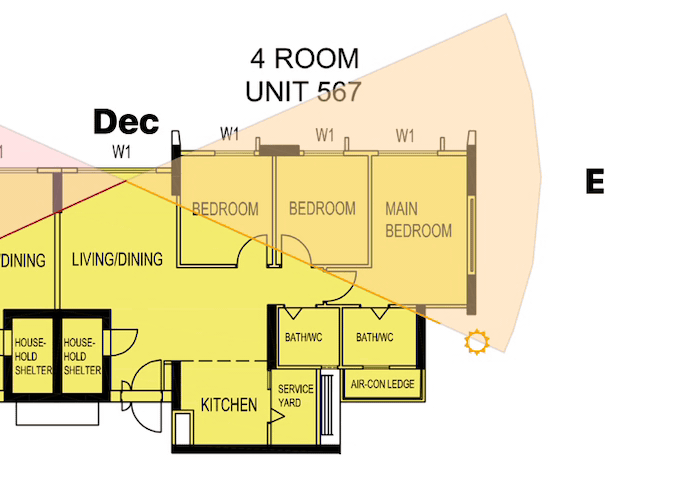 4 ROOM
UNIT 567
Dec
W1
W1
W1
W1
E
BEDROOM
BEDROOM
MAIN
BEDROOM
/DINING
LIVING/DINING
HOUSE-
HOLD
SHELTER
HOUSE-
HOLD
SHELTER
BATH/WC
BATH/WC
AIR-CON LEDGE
KITCHEN
SERVICE
YARD